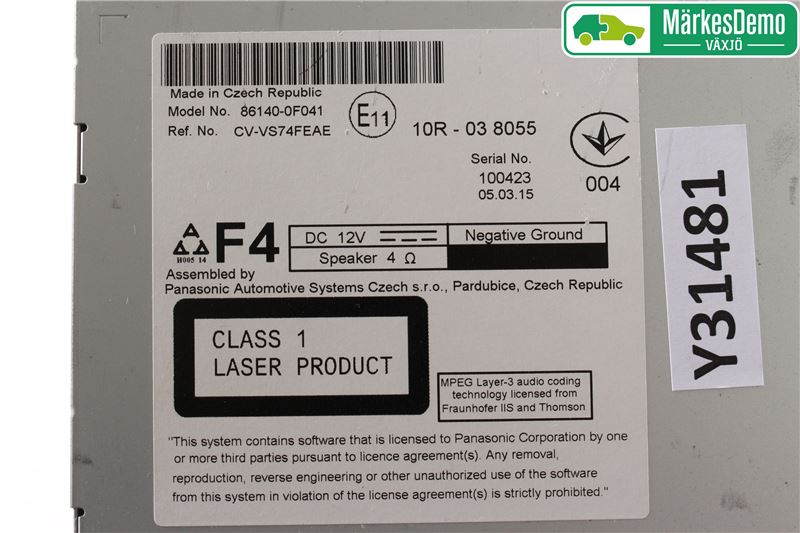 MärkesDemo
VÄXJÖ
Made in Czech Republic
Model No. 86140-0F041
Ref. No. CV-VS74FEAE
E11
10R - 03 8055
Serial No.
100423
05.03.15
004
H005 14
F4
DC 12V
Negative Ground
Speaker 4 Ω
Assembled by
Panasonic Automotive Systems Czech s.r.o., Pardubice, Czech Republic
CLASS 1
LASER PRODUCT
MPEG Layer-3 audio coding
technology licensed from
Fraunhofer IIS and Thomson
"This system contains software that is licensed to Panasonic Corporation by one
or more third parties pursuant to licence agreement(s). Any removal,
reproduction, reverse engineering or other unauthorized use of the software
from this system in violation of the license agreement(s) is strictly prohibited."
Y31481